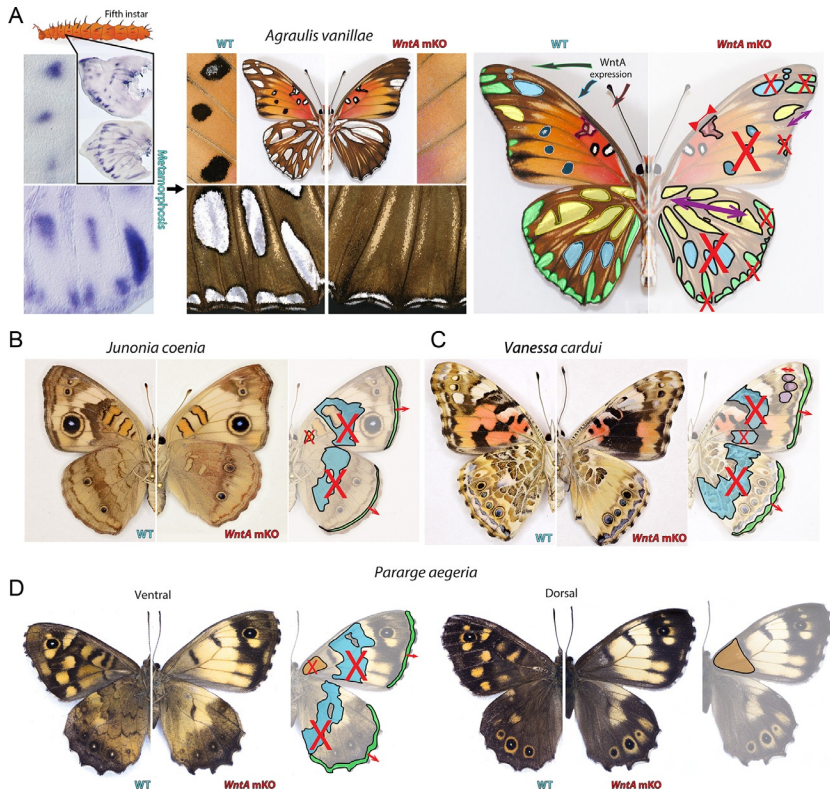 A
Fifth instar
WT
Agraulis vanillae
WntA mKO
WT
WntA
expression
WntA mKO
Metamorphosis
B
Junonia coenia
C
Vanessa cardui
WT
WntA mKO
WT
WntA mKO
Pararge aegeria
D
Ventral
Dorsal
WT
WntA mKO
WT
WntA mKO